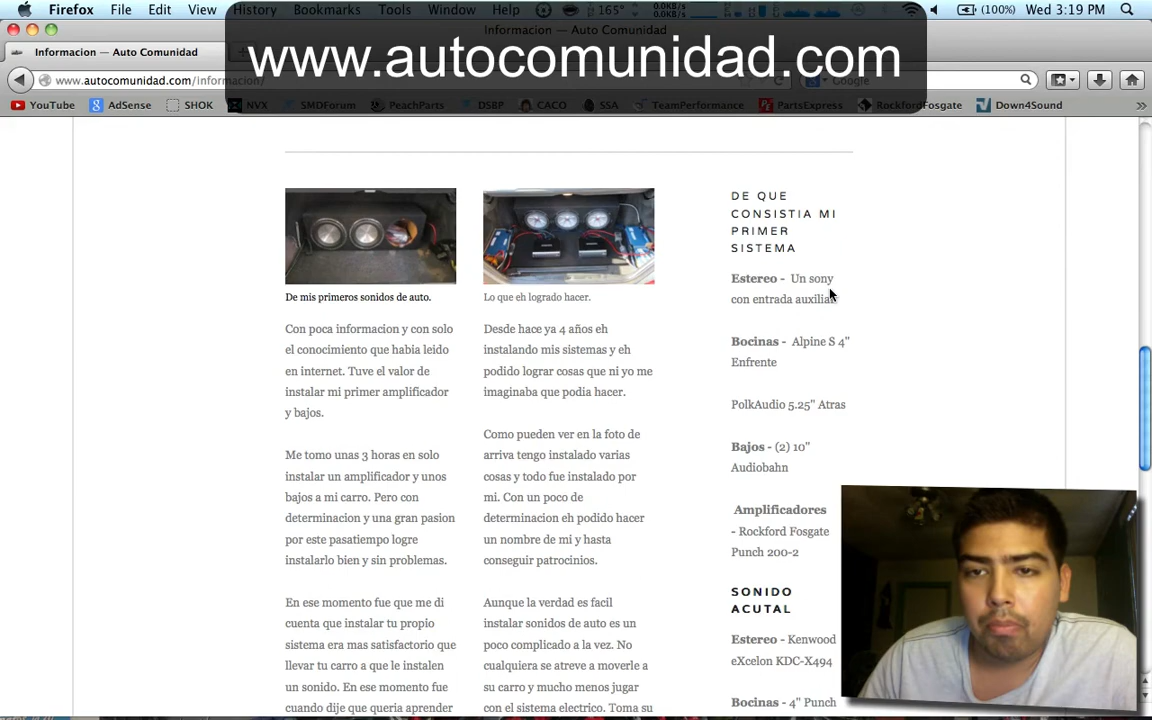 Firefox File Edit View History Bookmarks Tools Window Help 165° 0.0KB/s 0.0KB/s (100%) Wed 3:19 PM
Informacion — Auto Comunidad
Informacion — Auto Comunidad
www.autocomunidad.com
www.autocomunidad.com/informacion/
Google
YouTube AdSense SHOK NVX SMDForum PeachParts DS8P CACO SSA TeamPerformance PartsExpress RockfordFosgate Down4Sound »
De mis primeros sonidos de auto.
Con poca informacion y con solo
el conocimiento que habia leido
en internet. Tuve el valor de
instalar mi primer amplificador
y bajos.
Me tomo unas 3 horas en solo
instalar un amplificador y unos
bajos a mi carro. Pero con
determinacion y una gran pasion
por este pasatiempo logre
instalarlo bien y sin problemas.
En ese momento fue que me di
cuenta que instalar tu propio
sistema era mas satisfactorio que
llevar tu carro a que le instalen
un sonido. En ese momento fue
cuando dije que queria aprender
Lo que eh logrado hacer.
Desde hace ya 4 años eh
instalando mis sistemas y eh
podido lograr cosas que ni yo me
imaginaba que podia hacer.
Como pueden ver en la foto de
arriva tengo instalado varias
cosas y todo fue instalado por
mi. Con un poco de
determinacion eh podido hacer
un nombre de mi y hasta
conseguir patrocinios.
Aunque la verdad es facil
instalar sonidos de auto es un
poco complicado a la vez. No
cualquiera se atreve a moverle a
su carro y mucho menos jugar
con el sistema electrico. Toma su
DE QUE
CONSISTIA MI
PRIMER
SISTEMA
Estereo - Un sony
con entrada auxiliar
Bocinas - Alpine S 4"
Enfrente
PolkAudio 5.25" Atras
Bajos - (2) 10"
Audiobahn
Amplificadores
- Rockford Fosgate
Punch 200-2
SONIDO
ACUTAL
Estereo - Kenwood
eXcelon KDC-X494
Bocinas - 4" Punch